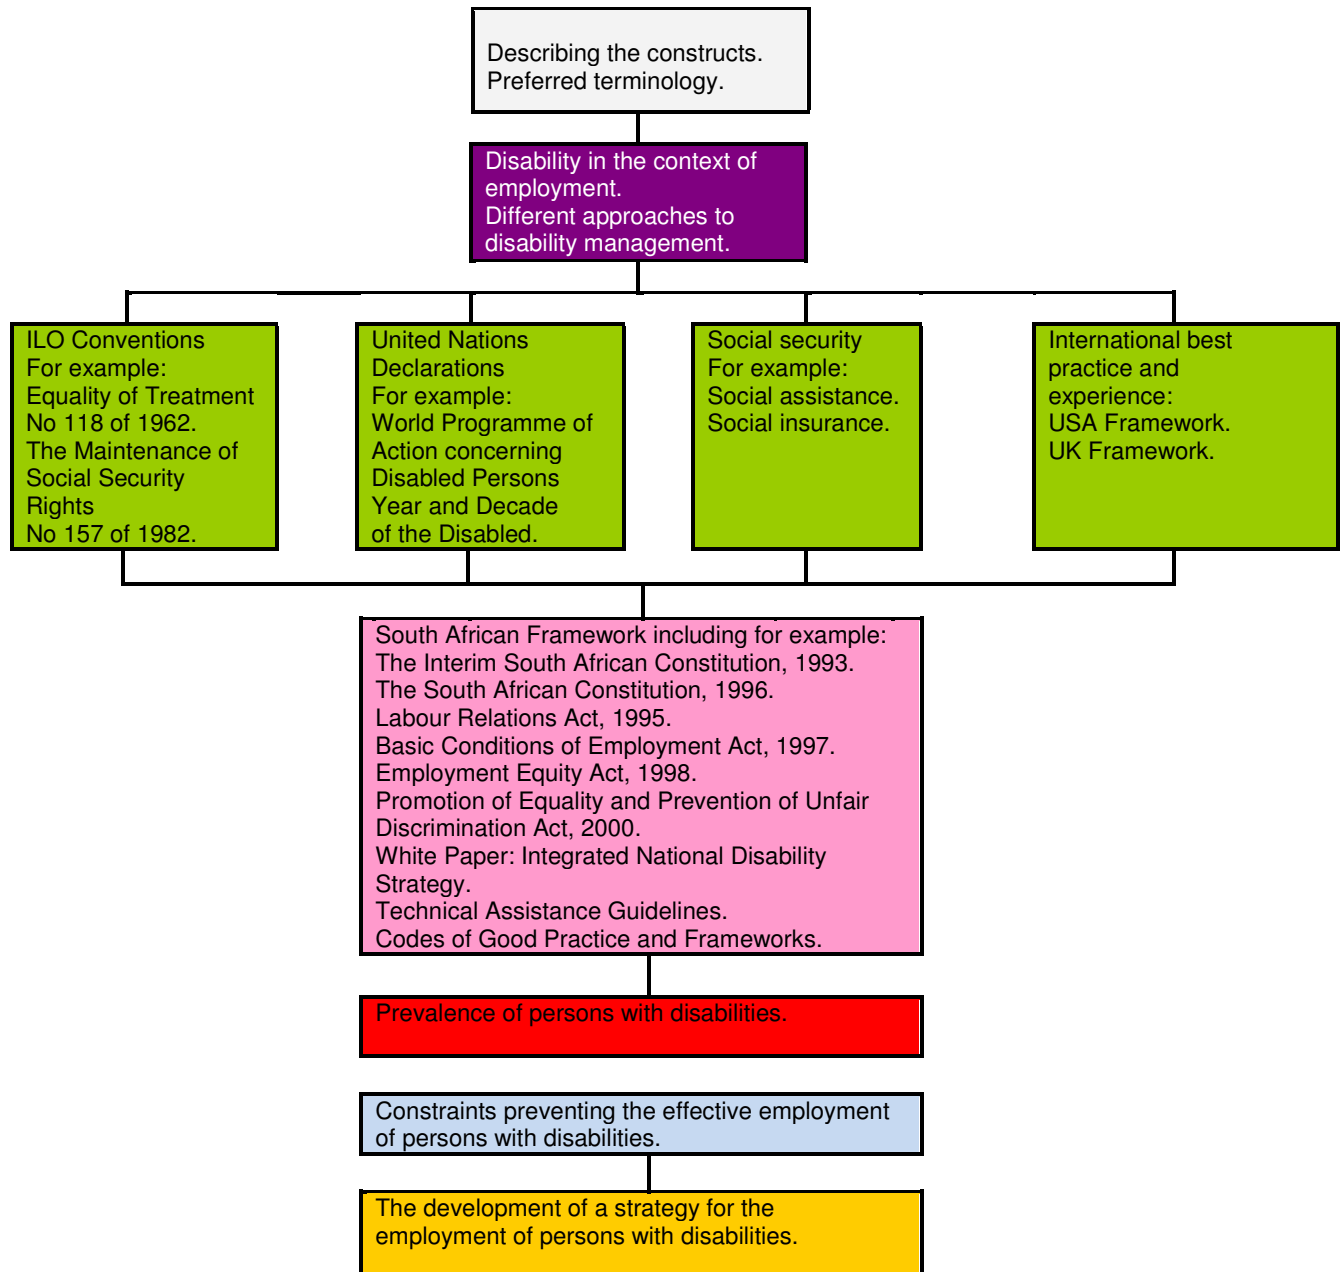 Describing the constructs.
Preferred terminology.
Disability in the context of
employment.
Different approaches to
disability management.
ILO Conventions
For example:
Equality of Treatment
No 118 of 1962.
The Maintenance of
Social Security
Rights
No 157 of 1982.
United Nations
Declarations
For example:
World Programme of
Action concerning
Disabled Persons
Year and Decade
of the Disabled.
Social security
For example:
Social assistance.
Social insurance.
International best
practice and
experience:
USA Framework.
UK Framework.
South African Framework including for example:
The Interim South African Constitution, 1993.
The South African Constitution, 1996.
Labour Relations Act, 1995.
Basic Conditions of Employment Act, 1997.
Employment Equity Act, 1998.
Promotion of Equality and Prevention of Unfair
Discrimination Act, 2000.
White Paper: Integrated National Disability
Strategy.
Technical Assistance Guidelines.
Codes of Good Practice and Frameworks.
Prevalence of persons with disabilities.
Constraints preventing the effective employment
of persons with disabilities.
The development of a strategy for the
employment of persons with disabilities.